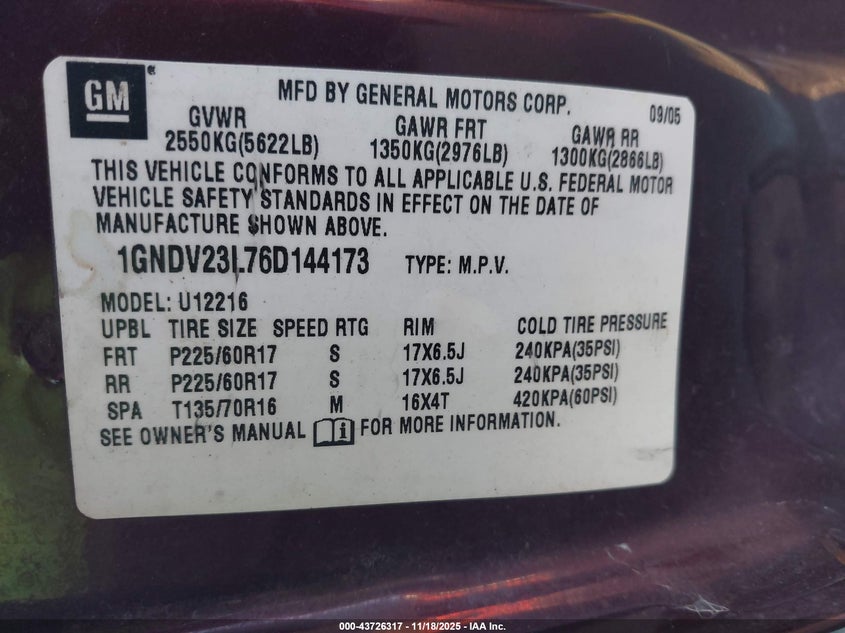 GM
MFD BY GENERAL MOTORS CORP. 09/05
GVWR GAWR FRT GAWR RR
2550KG(5622LB) 1350KG(2976LB) 1300KG(2866LB)
THIS VEHICLE CONFORMS TO ALL APPLICABLE U.S. FEDERAL MOTOR
VEHICLE SAFETY STANDARDS IN EFFECT ON THE DATE OF
MANUFACTURE SHOWN ABOVE.
1GNDV23L76D144173 TYPE: M.P.V.
MODEL: U12216
UPBL TIRE SIZE SPEED RTG RIM COLD TIRE PRESSURE
FRT P225/60R17 S 17X6.5J 240KPA(35PSI)
RR P225/60R17 S 17X6.5J 240KPA(35PSI)
SPA T135/70R16 M 16X4T 420KPA(60PSI)
SEE OWNER'S MANUAL i FOR MORE INFORMATION.
000-43726317 - 11/18/2025 - IAA Inc.